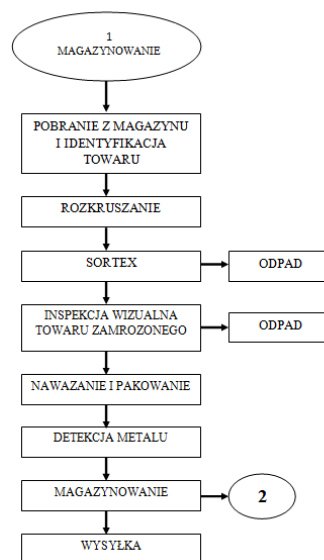 1
MAGAZYNOWANIE
POBRANIE Z MAGAZYNU
I IDENTYFIKACJA
TOWARU
ROZKRUSZANIE
SORTEX
ODPAD
INSPEKCJA WIZUALNA
TOWARU ZAMROZONEGO
ODPAD
NAWAZANIE I PAKOWANIE
DETEKCJA METALU
MAGAZYNOWANIE
2
WYSYŁKA